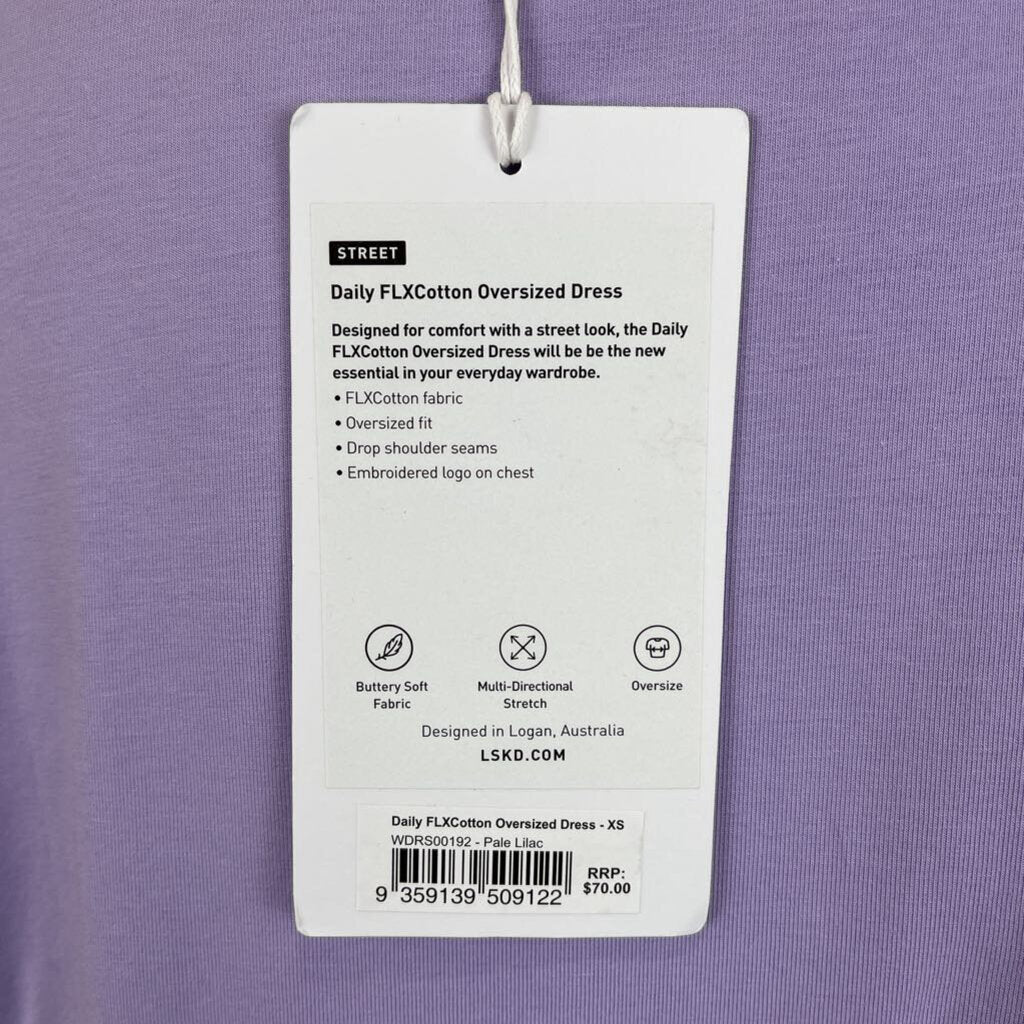 STREET
Daily FLXCotton Oversized Dress
Designed for comfort with a street look, the Daily
FLXCotton Oversized Dress will be be the new
essential in your everyday wardrobe.
• FLXCotton fabric
• Oversized fit
• Drop shoulder seams
• Embroidered logo on chest
Buttery Soft
Fabric
Multi-Directional
Stretch
Oversize
Designed in Logan, Australia
LSKD.COM
Daily FLXCotton Oversized Dress - XS
WDRS00192 - Pale Lilac
RRP:
$70.00
9 359139 509122